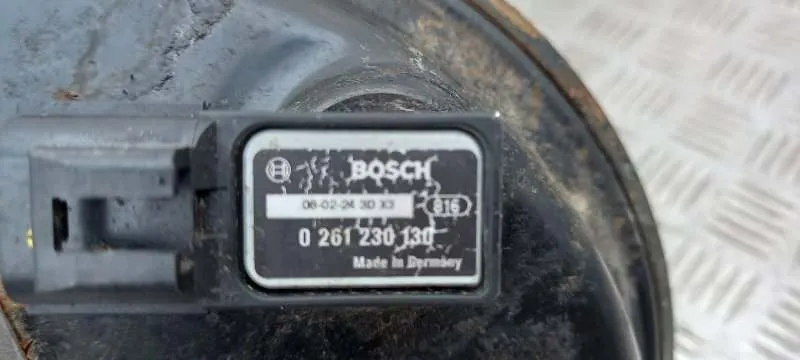 BOSCH
06-02-24 3D X3
816
0 261 230 130
Made in Germany